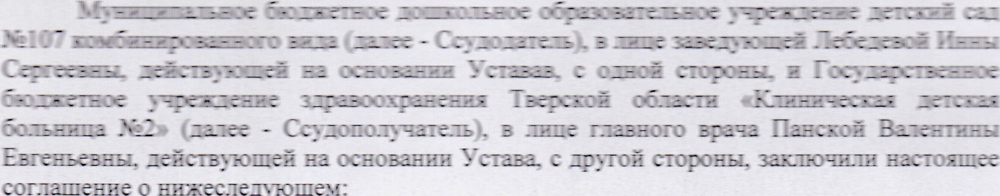 Муниципальное бюджетное дошкольное образовательное учреждение детский сад
№107 комбинированного вида (далее - Ссудодатель), в лице заведующей Лебедевой Инны
Сергеевны, действующей на основании Уставав, с одной стороны, и Государственное
бюджетное учреждение здравоохранения Тверской области «Клиническая детская
больница №2» (далее - Ссудополучатель), в лице главного врача Панской Валентины
Евгеньевны, действующей на основании Устава, с другой стороны, заключили настоящее
соглашение о нижеследующем: